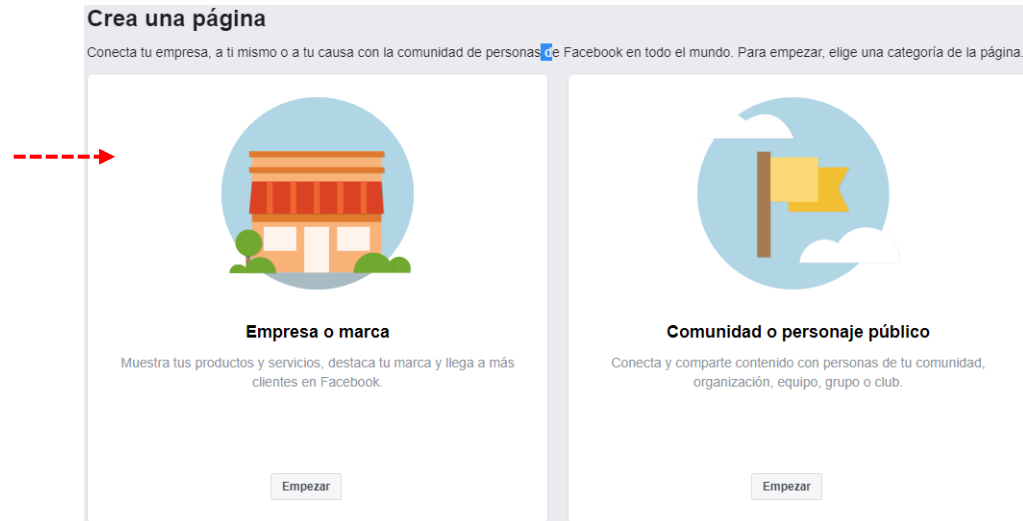 Crea una página
Conecta tu empresa, a ti mismo o a tu causa con la comunidad de personas de Facebook en todo el mundo. Para empezar, elige una categoría de la página.
Empresa o marca
Muestra tus productos y servicios, destaca tu marca y llega a más
clientes en Facebook.
Empezar
Comunidad o personaje público
Conecta y comparte contenido con personas de tu comunidad,
organización, equipo, grupo o club.
Empezar